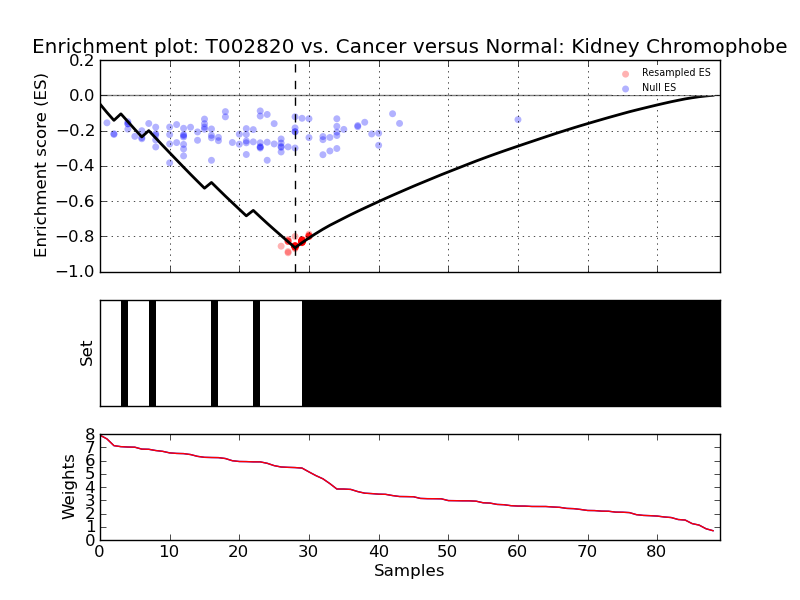 Enrichment plot: T002820 vs. Cancer versus Normal: Kidney Chromophobe
0.2
0.0
−0.2
−0.4
−0.6
−0.8
−1.0
Enrichment score (ES)
Resampled ES
Null ES
Set
8
7
6
5
4
3
2
1
0
Weights
0 10 20 30 40 50 60 70 80
Samples